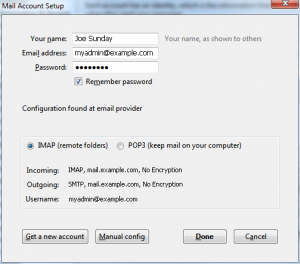 Mail Account Setup
Your name: Joe Sunday Your name, as shown to others
Email address: myadmin@example.com
Password: ••••••••
Remember password
Configuration found at email provider
IMAP (remote folders) POP3 (keep mail on your computer)
Incoming: IMAP, mail.example.com, No Encryption
Outgoing: SMTP, mail.example.com, No Encryption
Username: myadmin@example.com
Get a new account Manual config Done Cancel